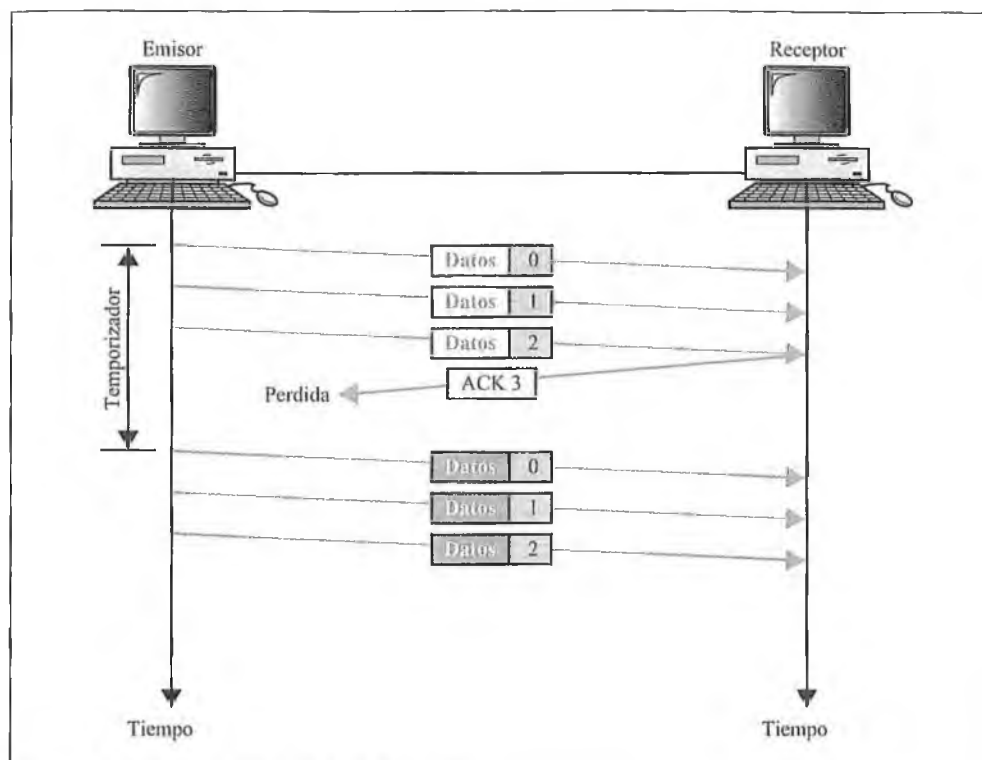 Emisor
Receptor
Temporizador
Datos 0
Datos 1
Datos 2
ACK 3
Perdida
Datos 0
Datos 1
Datos 2
Tiempo
Tiempo